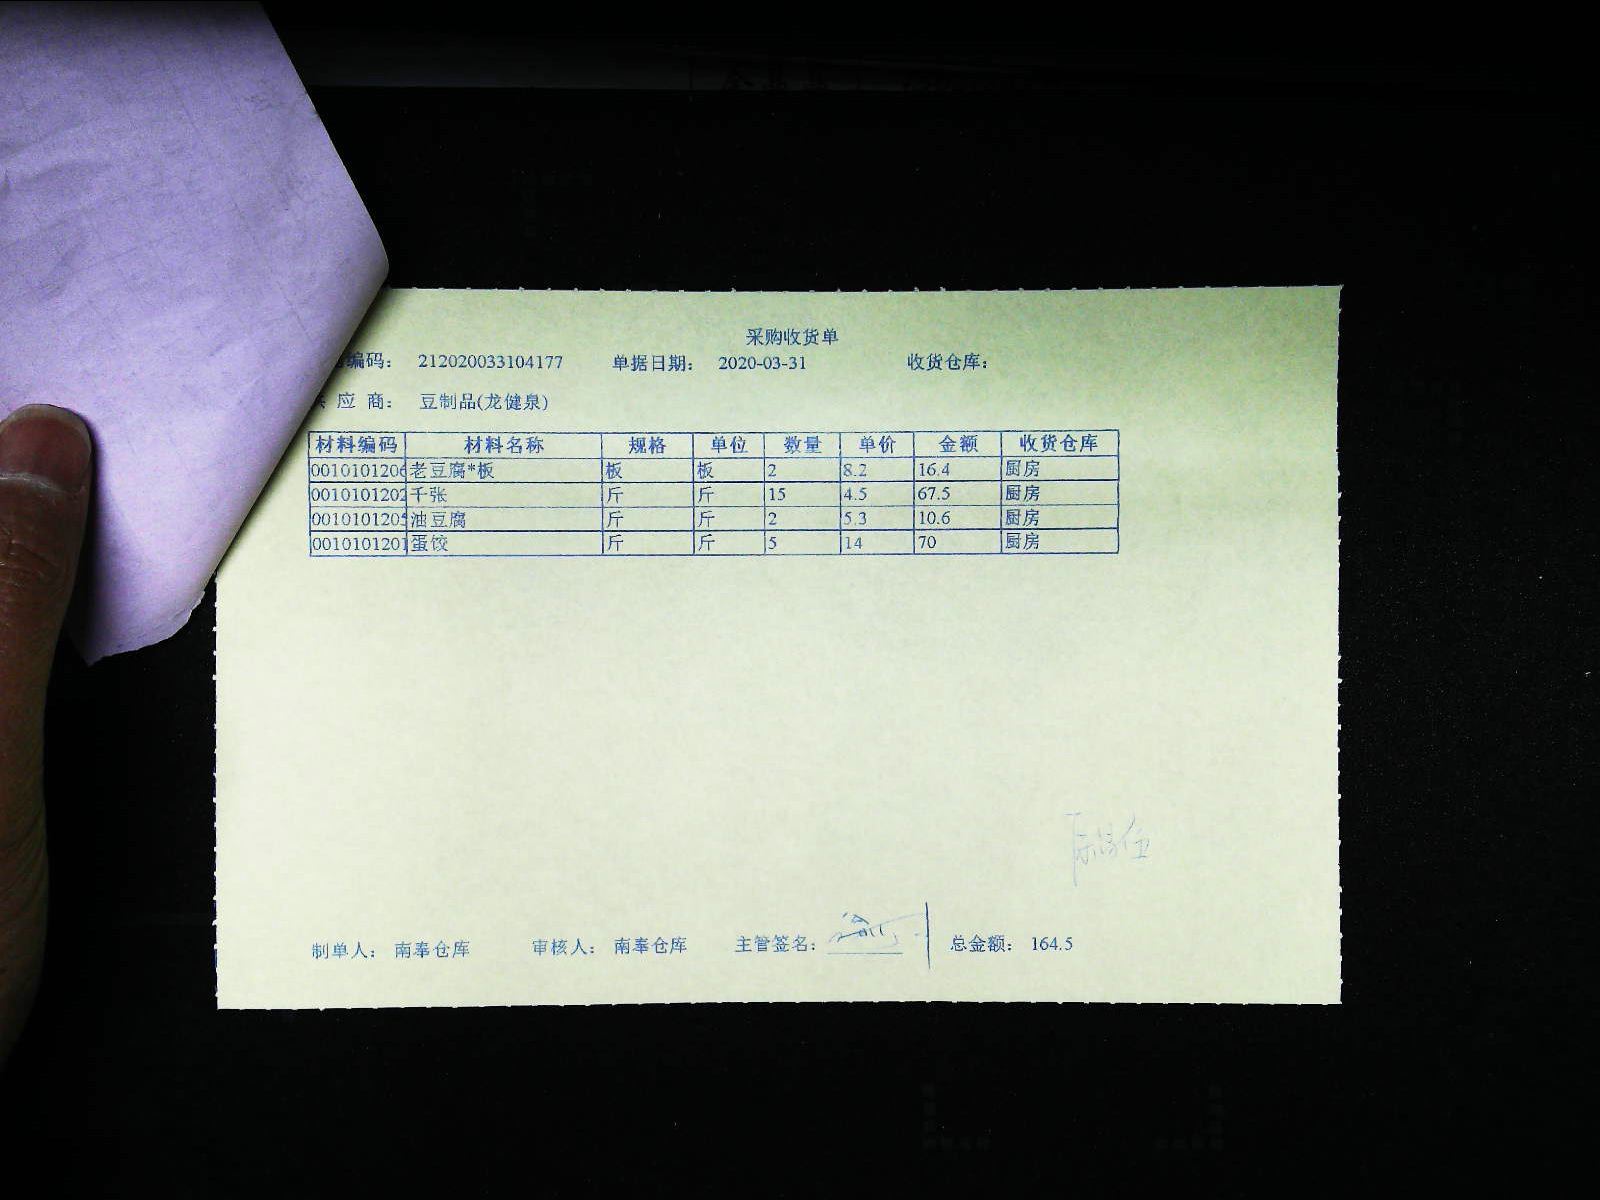 采购收货单
编码： 212020033104177 单据日期： 2020-03-31 收货仓库：
应 商： 豆制品(龙健泉)
材料编码 材料名称 规格 单位 数量 单价 金额 收货仓库
0010101206 老豆腐*板 板 板 2 8.2 16.4 厨房
0010101202 千张 斤 斤 15 4.5 67.5 厨房
0010101205 油豆腐 斤 斤 2 5.3 10.6 厨房
0010101201 蛋饺 斤 斤 5 14 70 厨房
制单人： 南奉仓库 审核人： 南奉仓库 主管签名： 总金额： 164.5